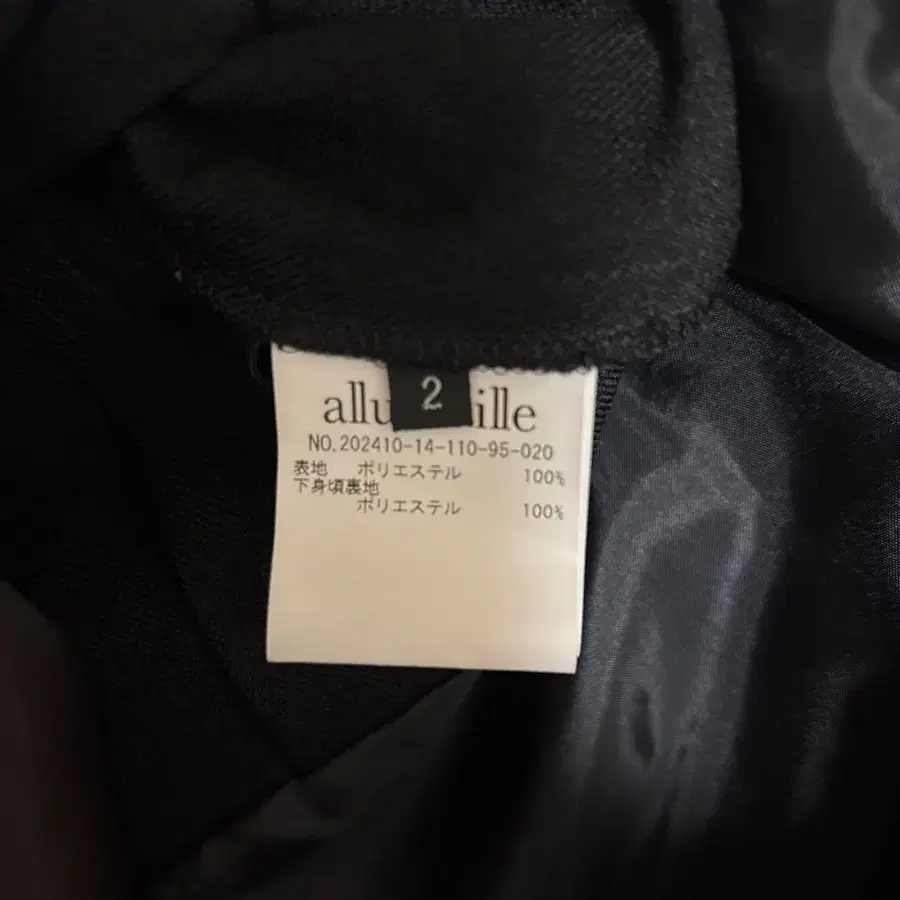 2
allu ille
NO.202410-14-110-95-020
表地 ポリエステル 100%
下身頃裏地
ポリエステル 100%